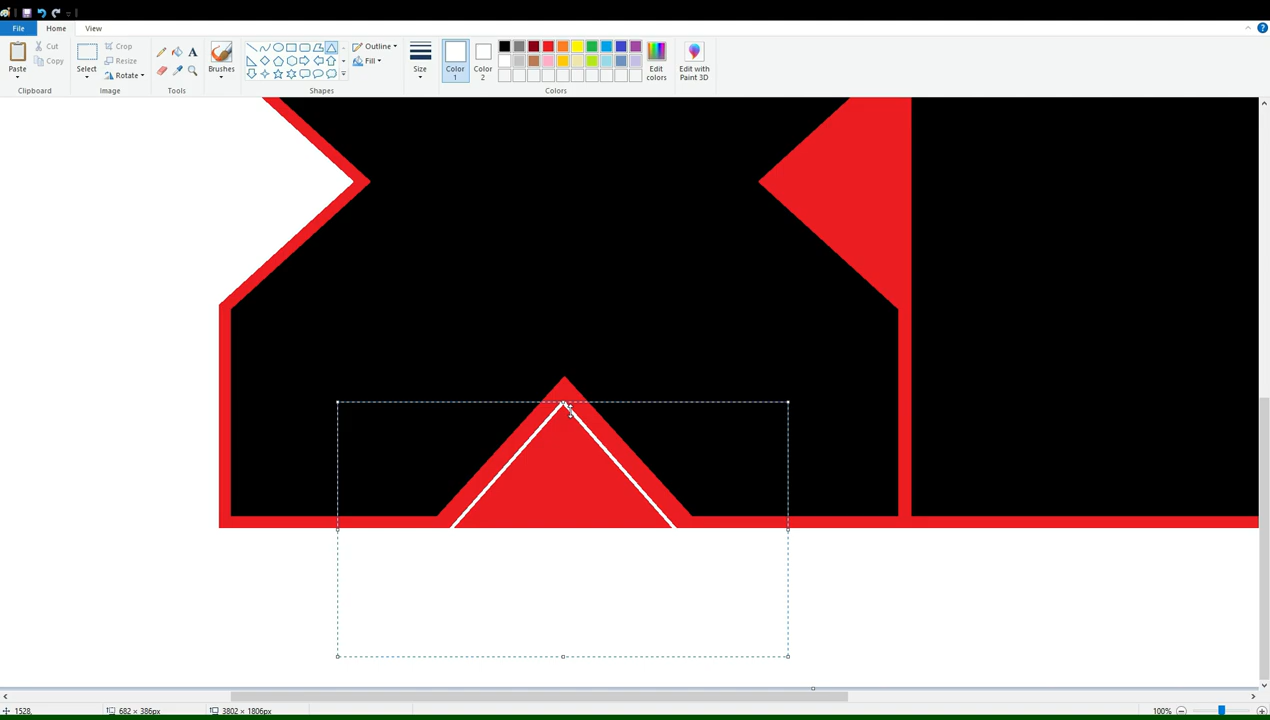 File Home View
Paste Cut Copy Select Crop Resize Rotate A Brushes Outline Fill Size Color 1 Color 2 Edit colors Edit with Paint 3D
Clipboard Image Tools Shapes Colors
1528, 682 × 386px 3802 × 1806px 100%